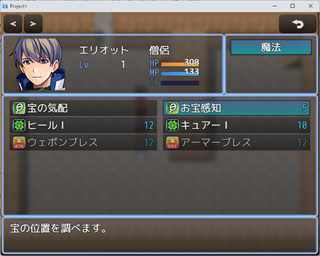 Project1
エリオット 僧侶
Lv 1
HP 308
MP 133
魔法
宝の気配 お宝感知 5
ヒールⅠ 12 キュアーⅠ 10
ウェポンブレス 12 アーマーブレス 12
宝の位置を調べます。